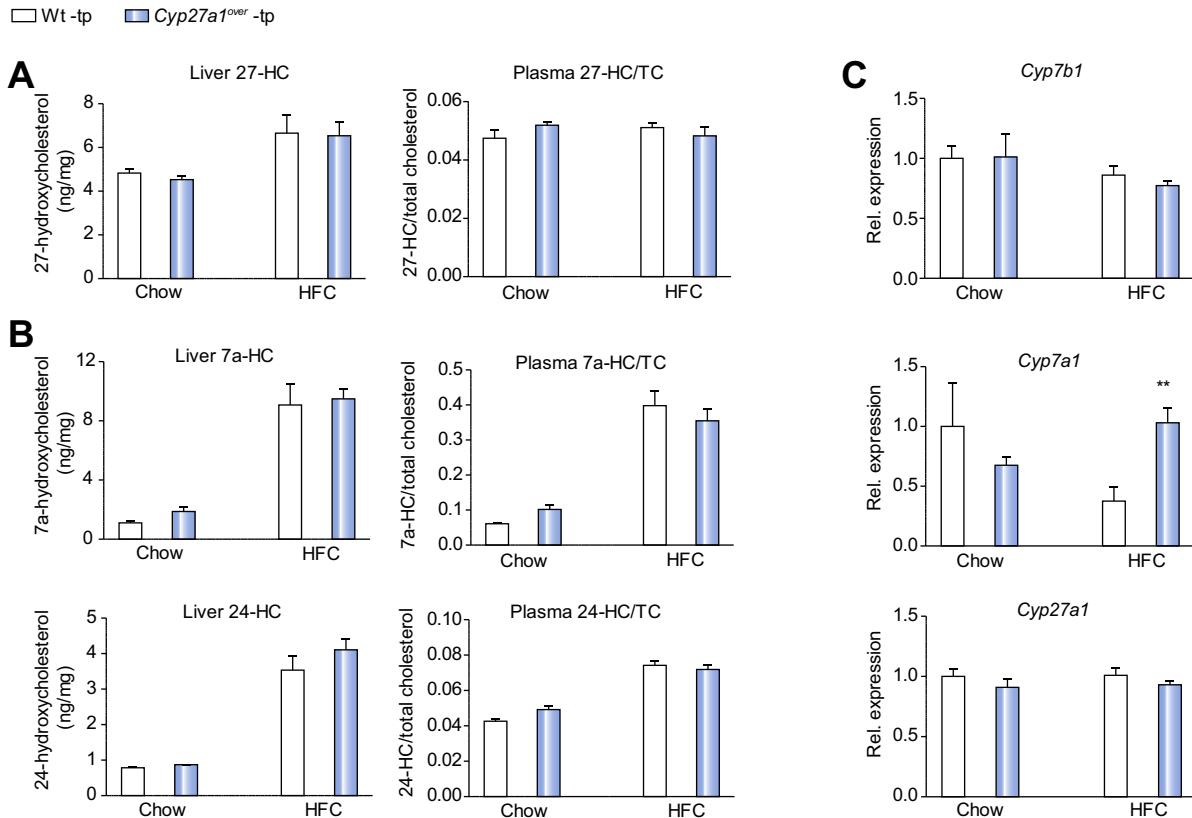 Wt -tp
Cyp27a1over -tp
A
Liver 27-HC
27-hydroxycholesterol
(ng/mg)
8
6
4
2
0
Chow
HFC
Plasma 27-HC/TC
27-HC/total cholesterol
0.06
0.04
0.02
0.00
Chow
HFC
B
Liver 7a-HC
7a-hydroxycholesterol
(ng/mg)
12
8
4
0
Chow
HFC
Plasma 7a-HC/TC
7a-HC/total cholesterol
0.5
0.4
0.3
0.2
0.1
0.0
Chow
HFC
Liver 24-HC
24-hydroxycholesterol
(ng/mg)
5
4
3
2
1
0
Chow
HFC
Plasma 24-HC/TC
24-HC/total cholesterol
0.10
0.08
0.06
0.04
0.02
0.00
Chow
HFC
C
Cyp7b1
Rel. expression
1.5
1.0
0.5
0.0
Chow
HFC
Cyp7a1
Rel. expression
1.5
1.0
0.5
0.0
**
Chow
HFC
Cyp27a1
Rel. expression
1.5
1.0
0.5
0.0
Chow
HFC